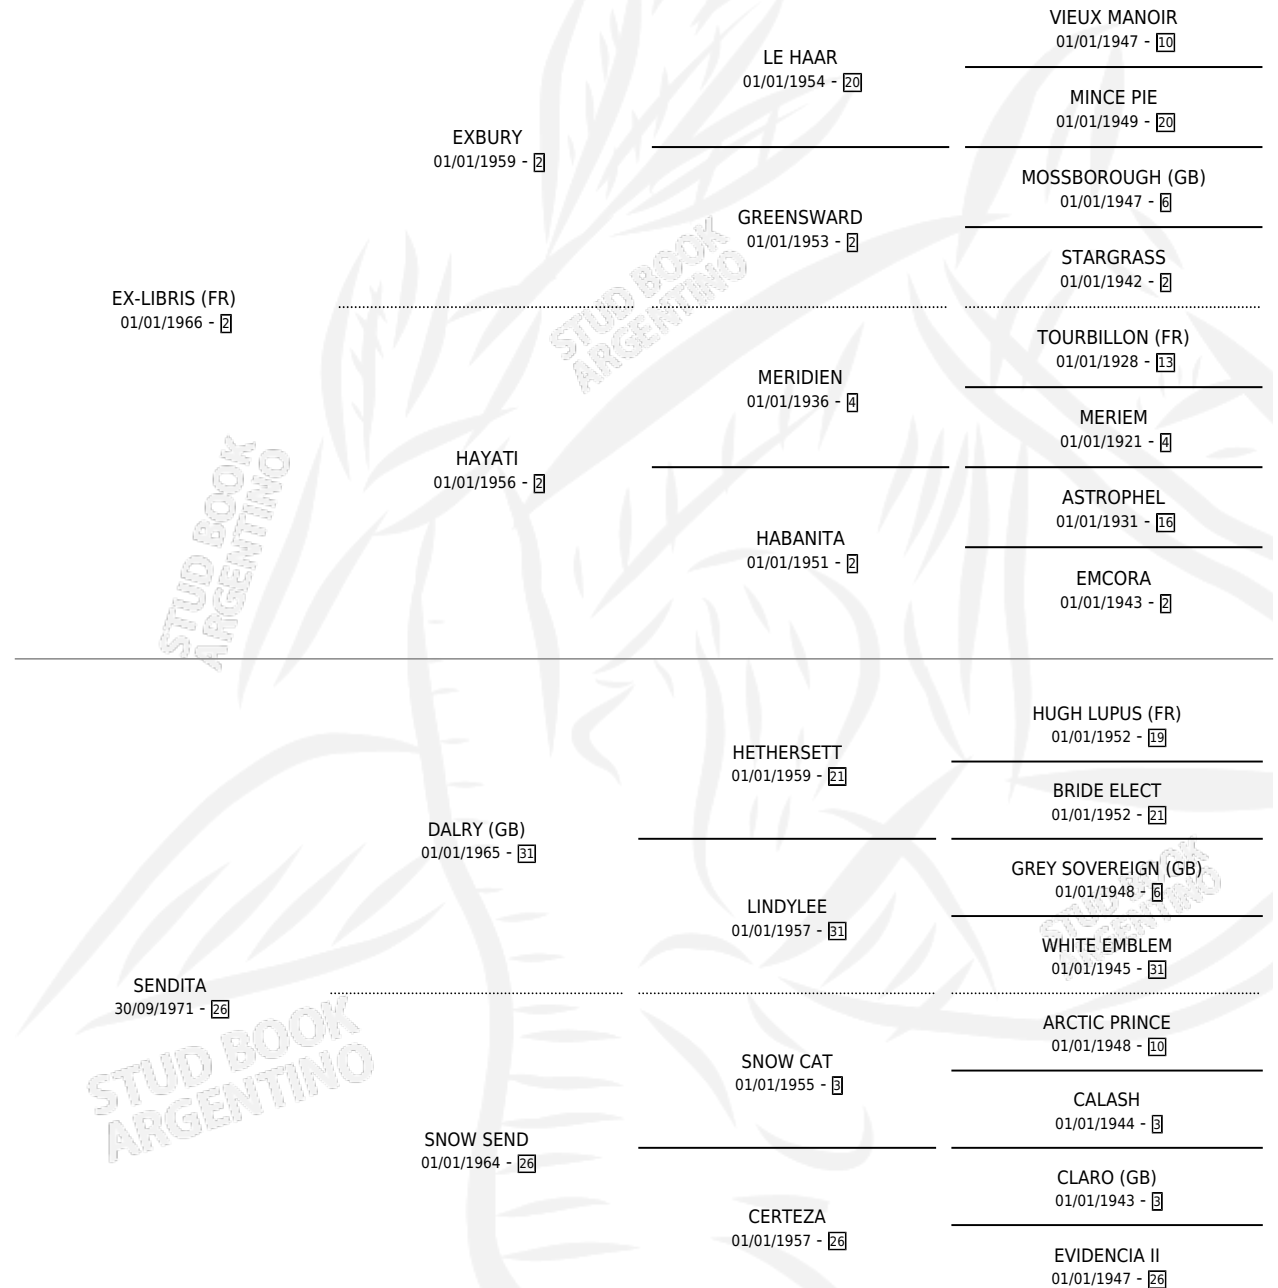 VIEUX MANOIR
01/01/1947 - 10
LE HAAR
01/01/1954 - 20
MINCE PIE
01/01/1949 - 20
EXBURY
01/01/1959 - 2
MOSSBOROUGH (GB)
01/01/1947 - 6
GREENSWARD
01/01/1953 - 2
STARGRASS
01/01/1942 - 2
EX-LIBRIS (FR)
01/01/1966 - 2
TOURBILLON (FR)
01/01/1928 - 13
MERIDIEN
01/01/1936 - 4
MERIEM
01/01/1921 - 4
HAYATI
01/01/1956 - 2
ASTROPHEL
01/01/1931 - 16
HABANITA
01/01/1951 - 2
EMCORA
01/01/1943 - 2
HUGH LUPUS (FR)
01/01/1952 - 19
HETHERSETT
01/01/1959 - 21
BRIDE ELECT
01/01/1952 - 21
DALRY (GB)
01/01/1965 - 31
GREY SOVEREIGN (GB)
01/01/1948 - 6
LINDYLEE
01/01/1957 - 31
WHITE EMBLEM
01/01/1945 - 31
SENDITA
30/09/1971 - 26
ARCTIC PRINCE
01/01/1948 - 10
SNOW CAT
01/01/1955 - 3
CALASH
01/01/1944 - 3
SNOW SEND
01/01/1964 - 26
CLARO (GB)
01/01/1943 - 3
CERTEZA
01/01/1957 - 26
EVIDENCIA II
01/01/1947 - 26
STUD BOOK
ARGENTINO
STUD BOOK
ARGENTINO
STUD BOOK
ARGENTINO
STUD BOOK
ARGENTINO